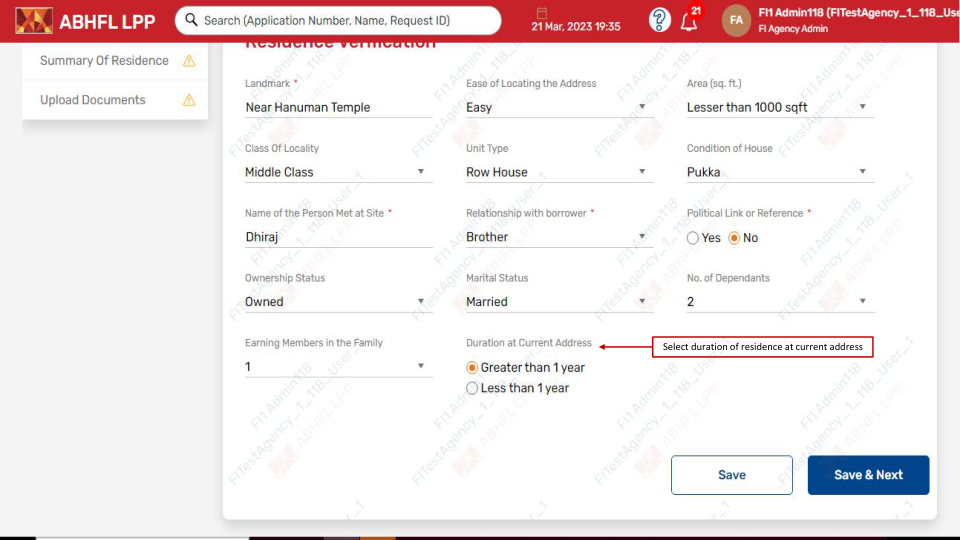 ABHFL LPP
Search (Application Number, Name, Request ID)
21 Mar, 2023 19:35
21
FA
FI1 Admin118 (FITestAgency_1_118_Use
FI Agency Admin
Summary Of Residence
Upload Documents
Residence Verification
Landmark *
Near Hanuman Temple
Ease of Locating the Address
Easy
Area (sq. ft.)
Lesser than 1000 sqft
Class Of Locality
Middle Class
Unit Type
Row House
Condition of House
Pukka
Name of the Person Met at Site *
Dhiraj
Relationship with borrower *
Brother
Political Link or Reference *
Yes No
Ownership Status
Owned
Marital Status
Married
No. of Dependants
2
Earning Members in the Family
1
Duration at Current Address
Greater than 1 year
Less than 1 year
Select duration of residence at current address
Save
Save & Next